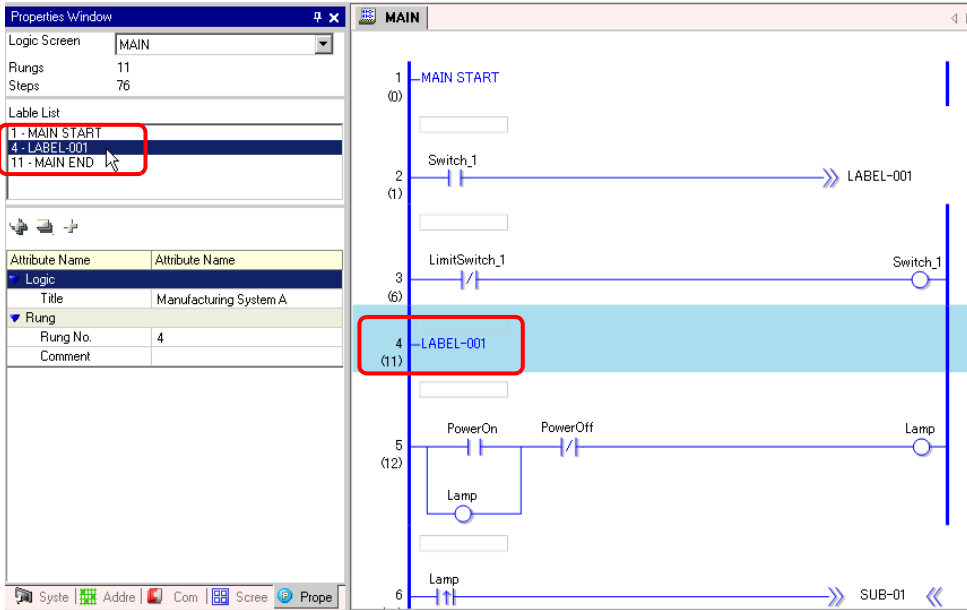 Properties Window
Logic Screen MAIN
Rungs 11
Steps 76
Lable List
1 - MAIN START
4 - LABEL-001
11 - MAIN END
Attribute Name Attribute Name
Logic
Title Manufacturing System A
Rung
Rung No. 4
Comment
Syste Addre Com Scree Prope
MAIN
1 MAIN START
(0)
Switch_1
2 LABEL-001
(1)
LimitSwitch_1 Switch_1
3
(6)
4 LABEL-001
(11)
PowerOn PowerOff Lamp
5
(12)
Lamp
Lamp
6 SUB-01